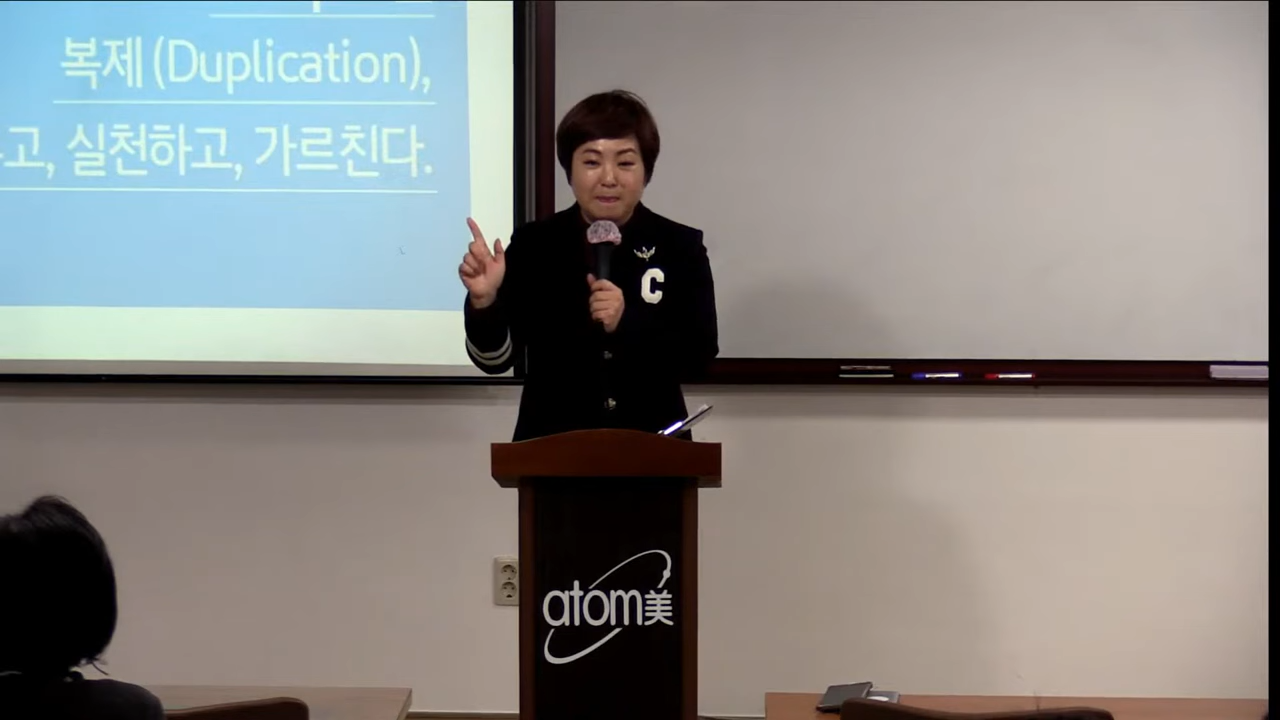 복제 (Duplication),
고, 실천하고, 가르친다.
C
atom美